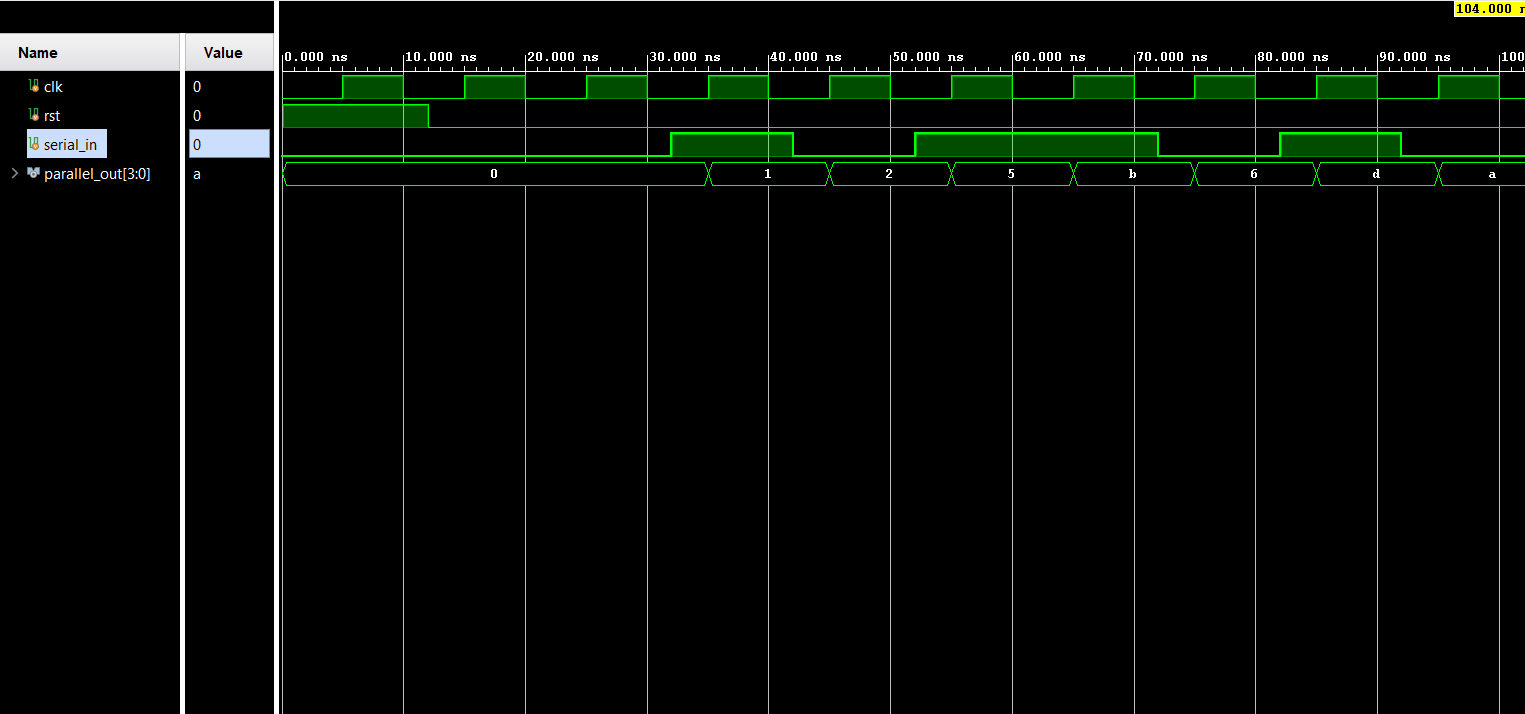 104.000 n
Name Value
0.000 ns 10.000 ns 20.000 ns 30.000 ns 40.000 ns 50.000 ns 60.000 ns 70.000 ns 80.000 ns 90.000 ns 100
clk 0
rst 0
serial_in 0
parallel_out[3:0] a 0 1 2 5 b 6 d a